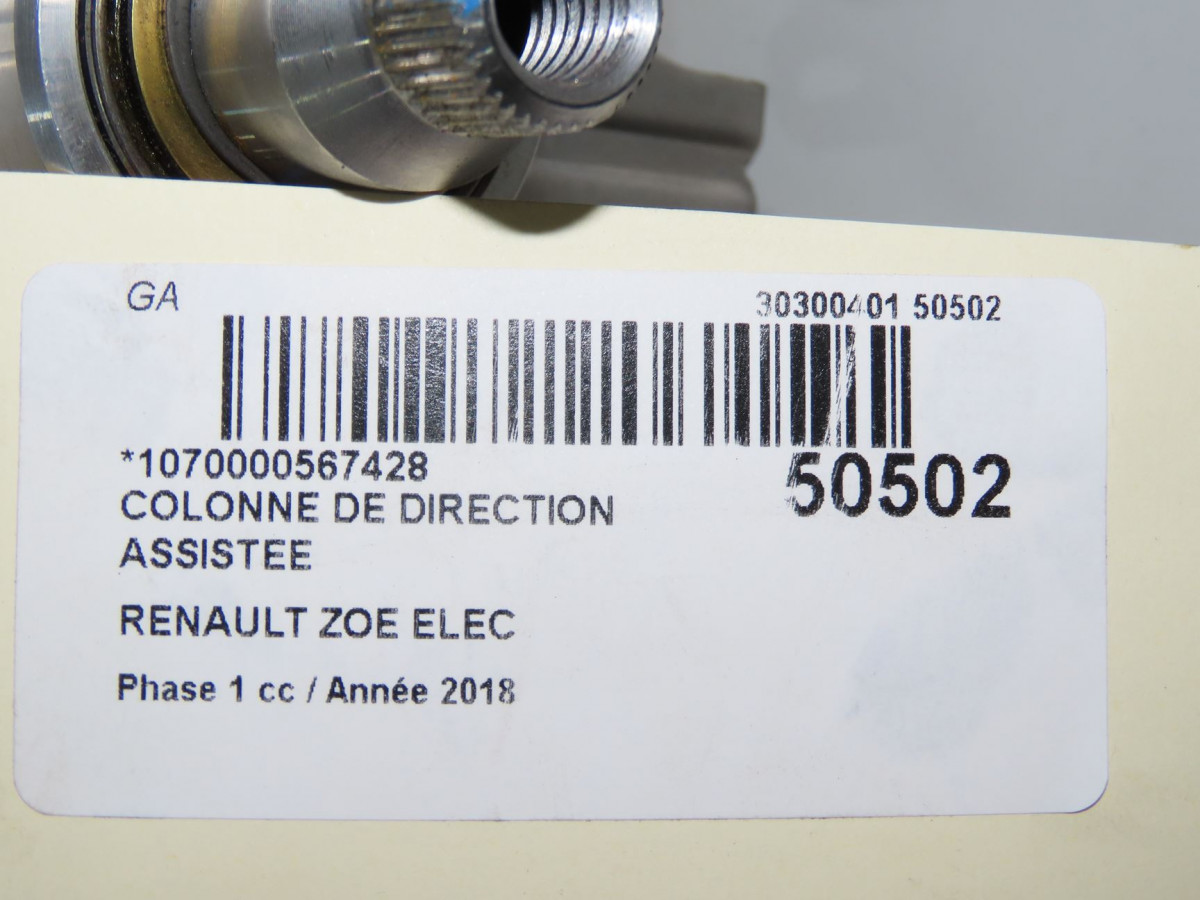 GA
30300401 50502
*1070000567428
50502
COLONNE DE DIRECTION
ASSISTEE
RENAULT ZOE ELEC
Phase 1 cc / Année 2018